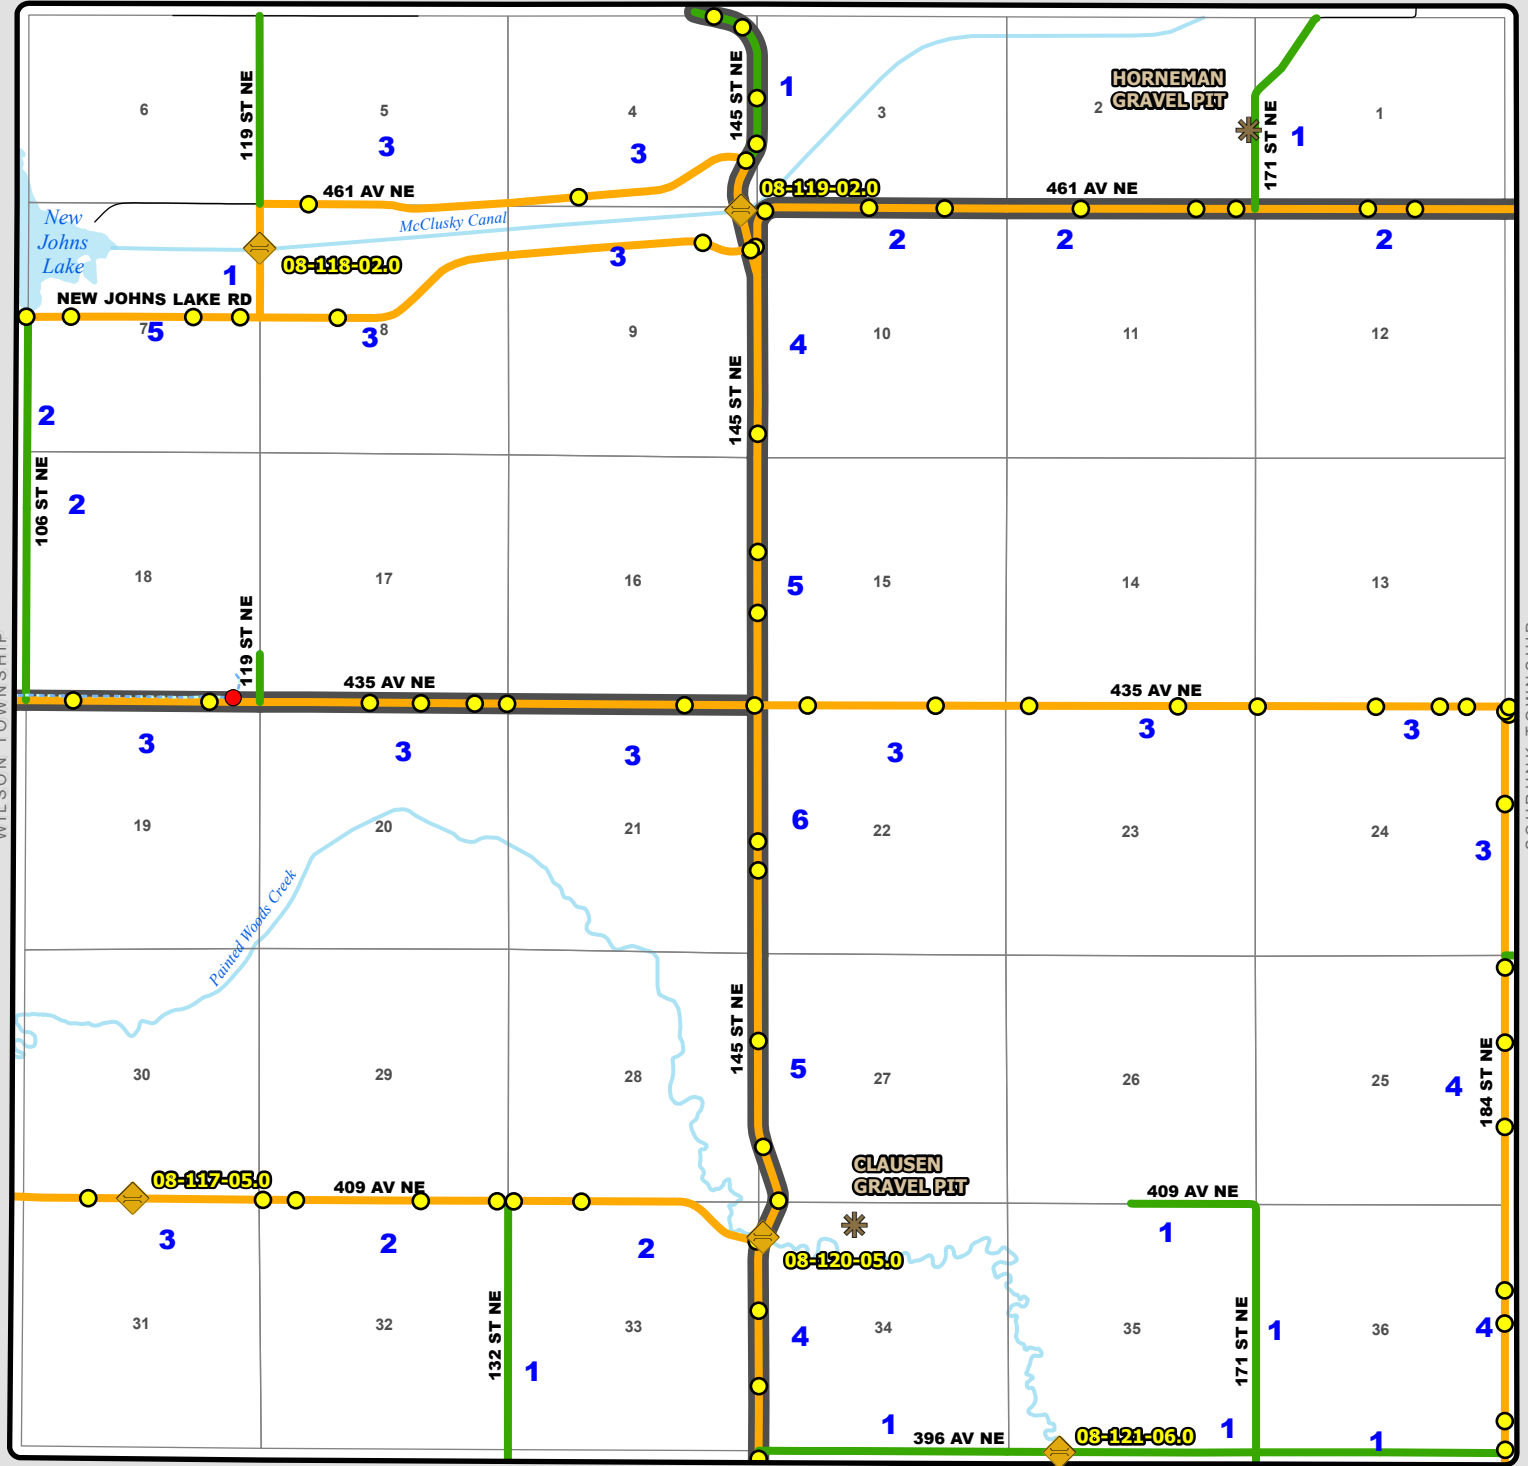 119 ST NE
145 ST NE
1
HORNEMAN
GRAVEL PIT
171 ST NE
6
5
4
3
2
1
3
3
1
461 AV NE
08-119-02.0
461 AV NE
New
Johns
Lake
McClusky Canal
2
2
2
08-118-02.0
1
3
NEW JOHNS LAKE RD
7
5
3
8
9
4
10
11
12
145 ST NE
2
106 ST NE
2
18
17
16
5
15
14
13
119 ST NE
WILSON TOWNSHIP
435 AV NE
435 AV NE
3
3
3
3
3
3
19
20
21
6
22
23
24
3
Painted Woods Creek
145 ST NE
30
29
28
5
27
26
4
25
184 ST NE
08-117-05.0
409 AV NE
CLAUSEN
GRAVEL PIT
409 AV NE
3
2
2
1
08-120-05.0
31
32
33
4
34
35
171 ST NE
1
36
4
132 ST NE
1
1
396 AV NE
08-121-06.0
1
1